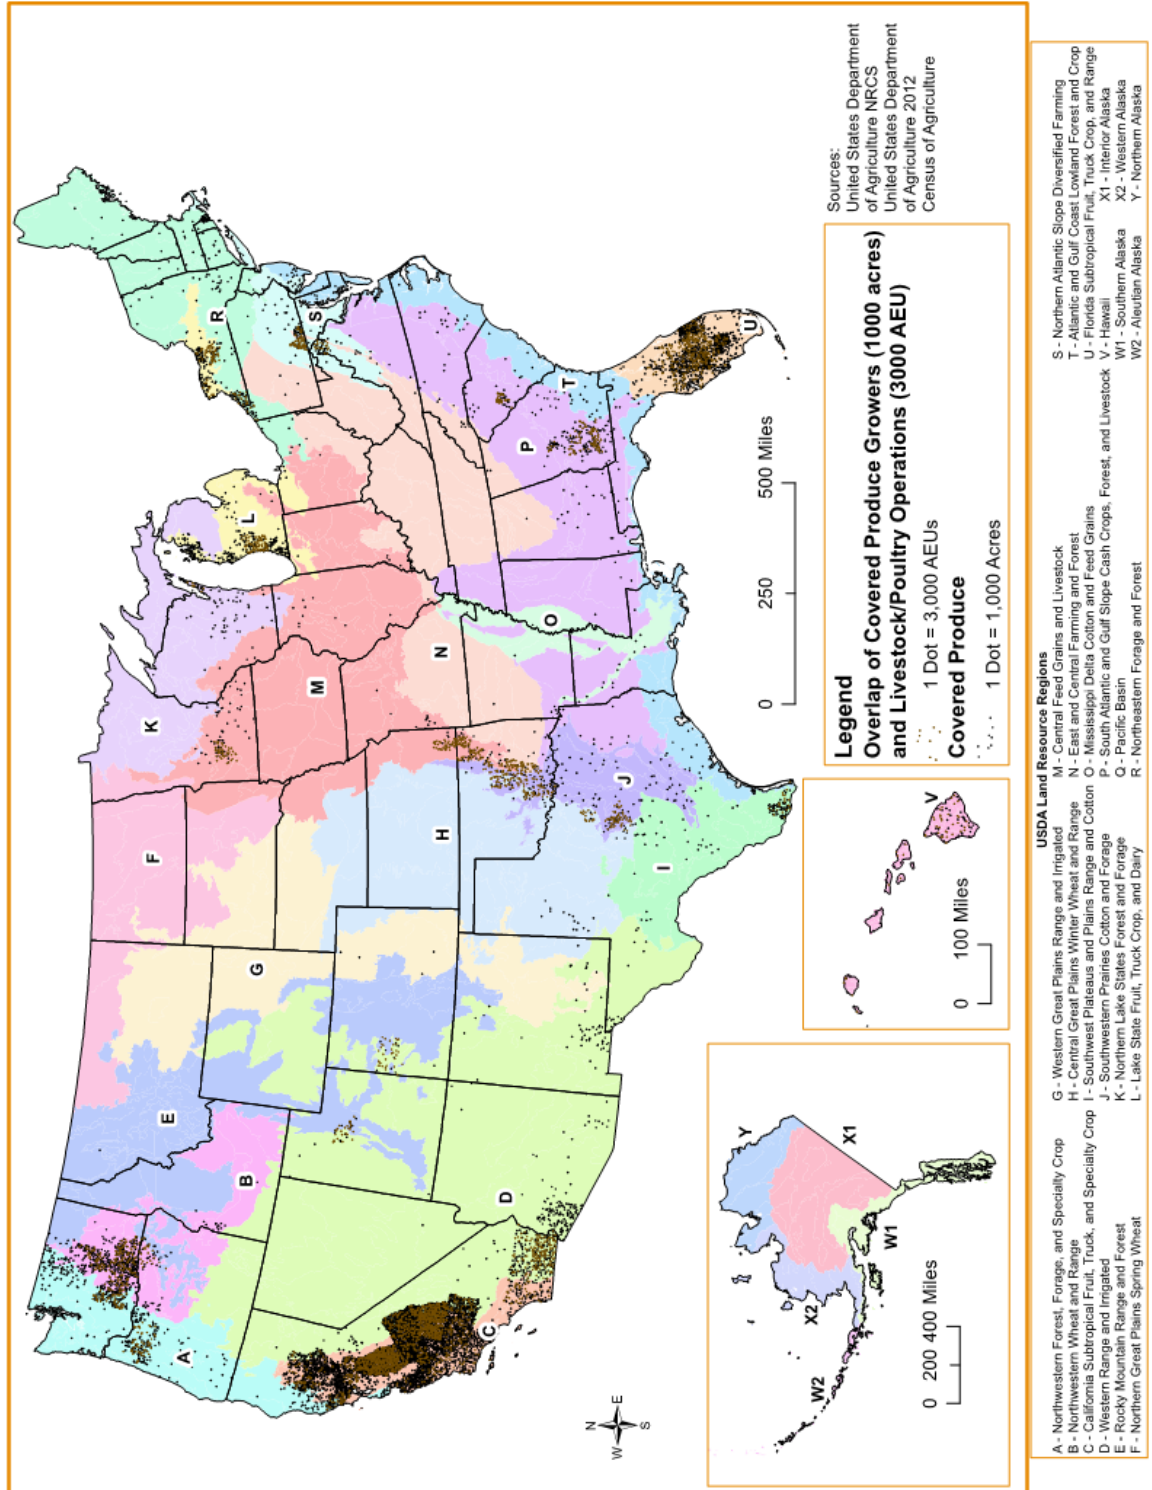 R
S
L
K
T
U
P
M
N
O
F
H
J
I
G
E
B
D
A
C
500 Miles
250
0
N
W E
S
Legend
Overlap of Covered Produce Growers (1000 acres)
and Livestock/Poultry Operations (3000 AEU)
1 Dot = 3,000 AEUs
Covered Produce
1 Dot = 1,000 Acres
Sources:
United States Department
of Agriculture NRCS
United States Department
of Agriculture 2012
Census of Agriculture
V
0 100 Miles
Y
X1
W1
X2
W2
0 200 400 Miles
USDA Land Resource Regions
A - Northwestern Forest, Forage, and Specialty Crop
B - Northwestern Wheat and Range
C - California Subtropical Fruit, Truck, and Specialty Crop
D - Western Range and Irrigated
E - Rocky Mountain Range and Forest
F - Northern Great Plains Spring Wheat
G - Western Great Plains Range and Irrigated
H - Central Great Plains Winter Wheat and Range
I - Southwest Plateaus and Plains Range and Cotton
J - Southwestern Prairies Cotton and Forage
K - Northern Lake States Forest and Forage
L - Lake State Fruit, Truck Crop, and Dairy
M - Central Feed Grains and Livestock
N - East and Central Farming and Forest
O - Mississippi Delta Cotton and Feed Grains
P - South Atlantic and Gulf Slope Cash Crops, Forest, and Livestock
Q - Pacific Basin
R - Northeastern Forage and Forest
S - Northern Atlantic Slope Diversified Farming
T - Atlantic and Gulf Coast Lowland Forest and Crop
U - Florida Subtropical Fruit, Truck Crop, and Range
V - Hawaii X1 - Interior Alaska
W1 - Southern Alaska X2 - Western Alaska
W2 - Aleutian Alaska Y - Northern Alaska